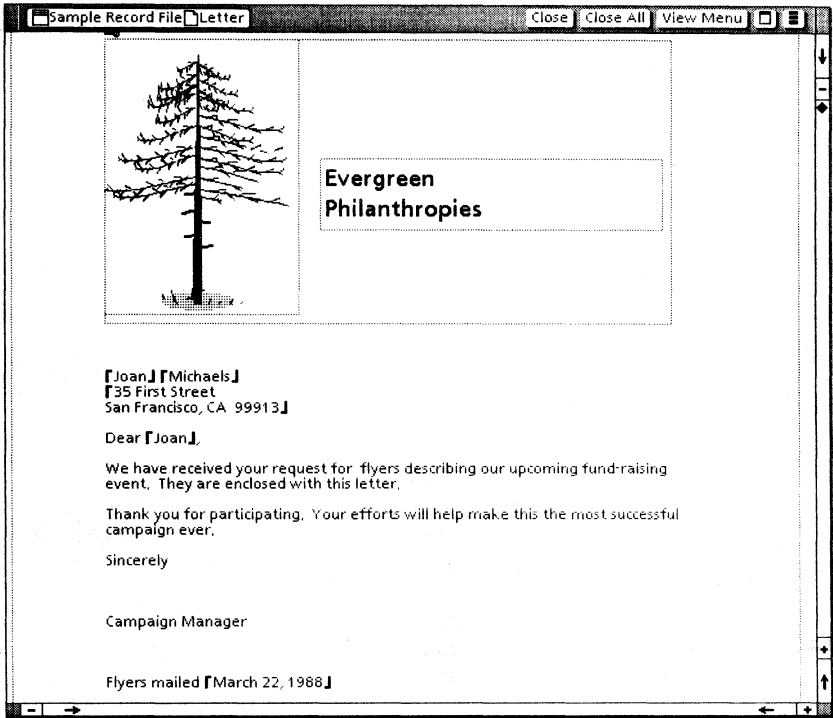 Sample Record File Letter Close Close All View Menu
Evergreen
Philanthropies
⌈Joan⌋ ⌈Michaels⌋
⌈35 First Street
San Francisco, CA 99913⌋
Dear ⌈Joan⌋,
We have received your request for flyers describing our upcoming fund-raising
event. They are enclosed with this letter.
Thank you for participating. Your efforts will help make this the most successful
campaign ever.
Sincerely
Campaign Manager
Flyers mailed ⌈March 22, 1988⌋